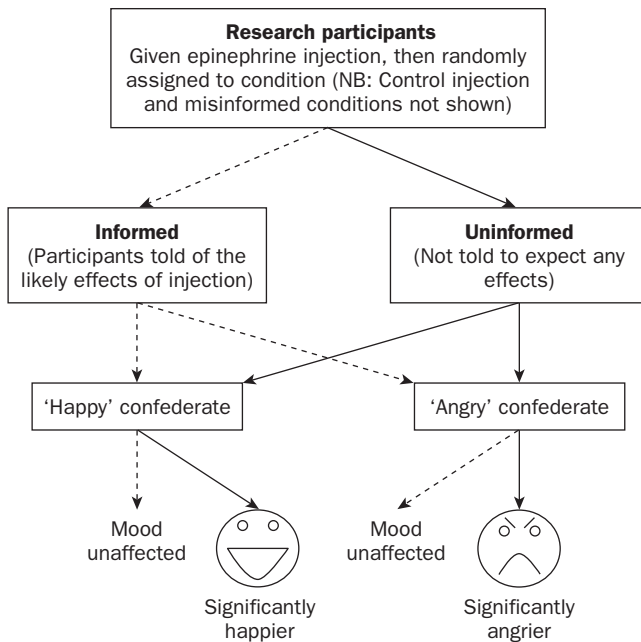 Research participants
Given epinephrine injection, then randomly
assigned to condition (NB: Control injection
and misinformed conditions not shown)
Informed
(Participants told of the
likely effects of injection)
Uninformed
(Not told to expect any
effects)
‘Happy’ confederate
‘Angry’ confederate
Mood
unaffected
Significantly
happier
Mood
unaffected
Significantly
angrier